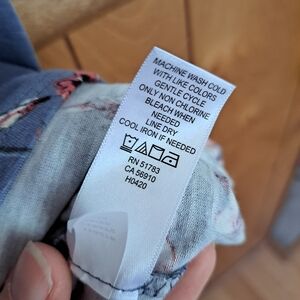 MACHINE WASH COLD
WITH LIKE COLORS
GENTLE CYCLE
ONLY NON CHLORINE
BLEACH WHEN
NEEDED
LINE DRY
COOL IRON IF NEEDED
RN 51783
CA 56910
H0420